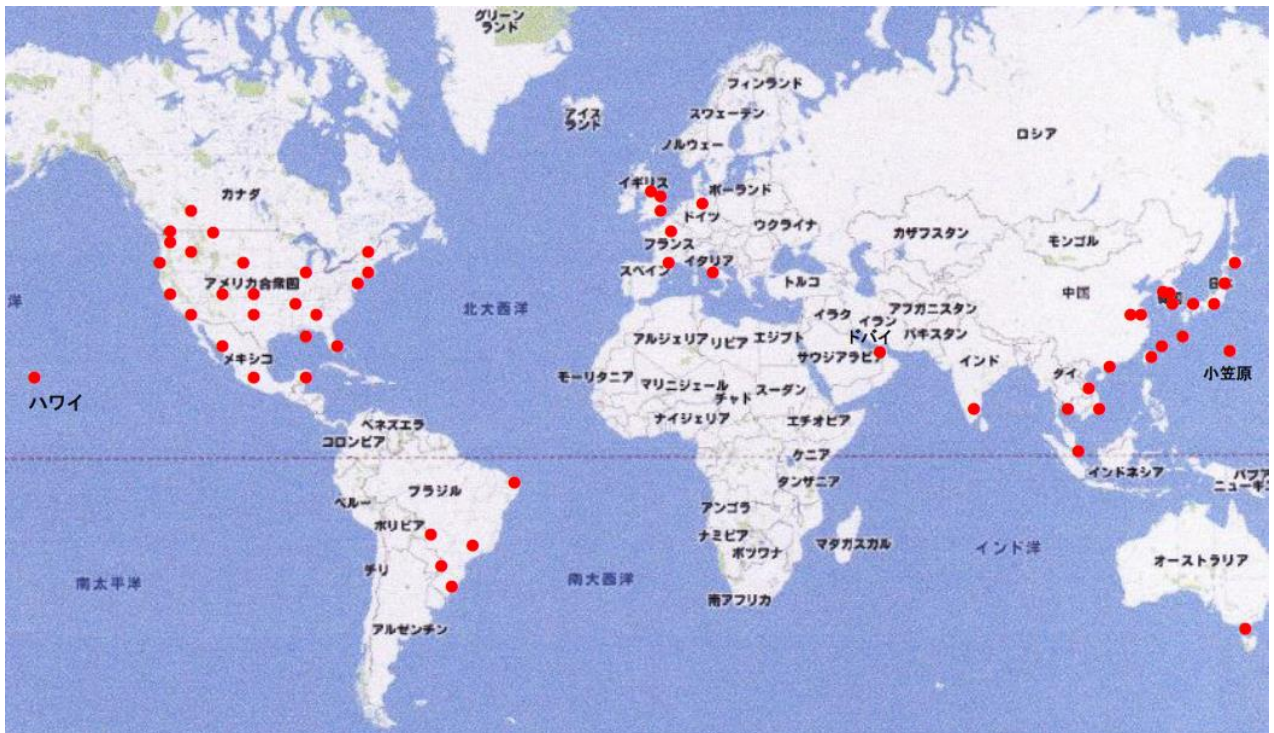 グリーン
ランド
アイス
ランド
フィンランド
スウェーデン
ノルウェー
ロシア
カナダ
イギリス
ポーランド
ドイツ
ウクライナ
フランス
カザフスタン
モンゴル
スペイン
イタリア
トルコ
アメリカ合衆国
中国
日本
洋
北大西洋
イラク
イラン
アフガニスタン
パキスタン
ドバイ
アルジェリア
リビア
エジプト
サウジアラビア
インド
タイ
メキシコ
ハワイ
小笠原
モーリタニア
マリ
ニジェール
チャド
スーダン
ナイジェリア
エチオピア
ベネズエラ
コロンビア
ケニア
タンザニア
インドネシア
パプア
ニューギニ
ブラジル
ペルー
ボリビア
アンゴラ
ナミビア
ボツワナ
マダガスカル
インド洋
オーストラリア
チリ
南太平洋
南大西洋
南アフリカ
アルゼンチン